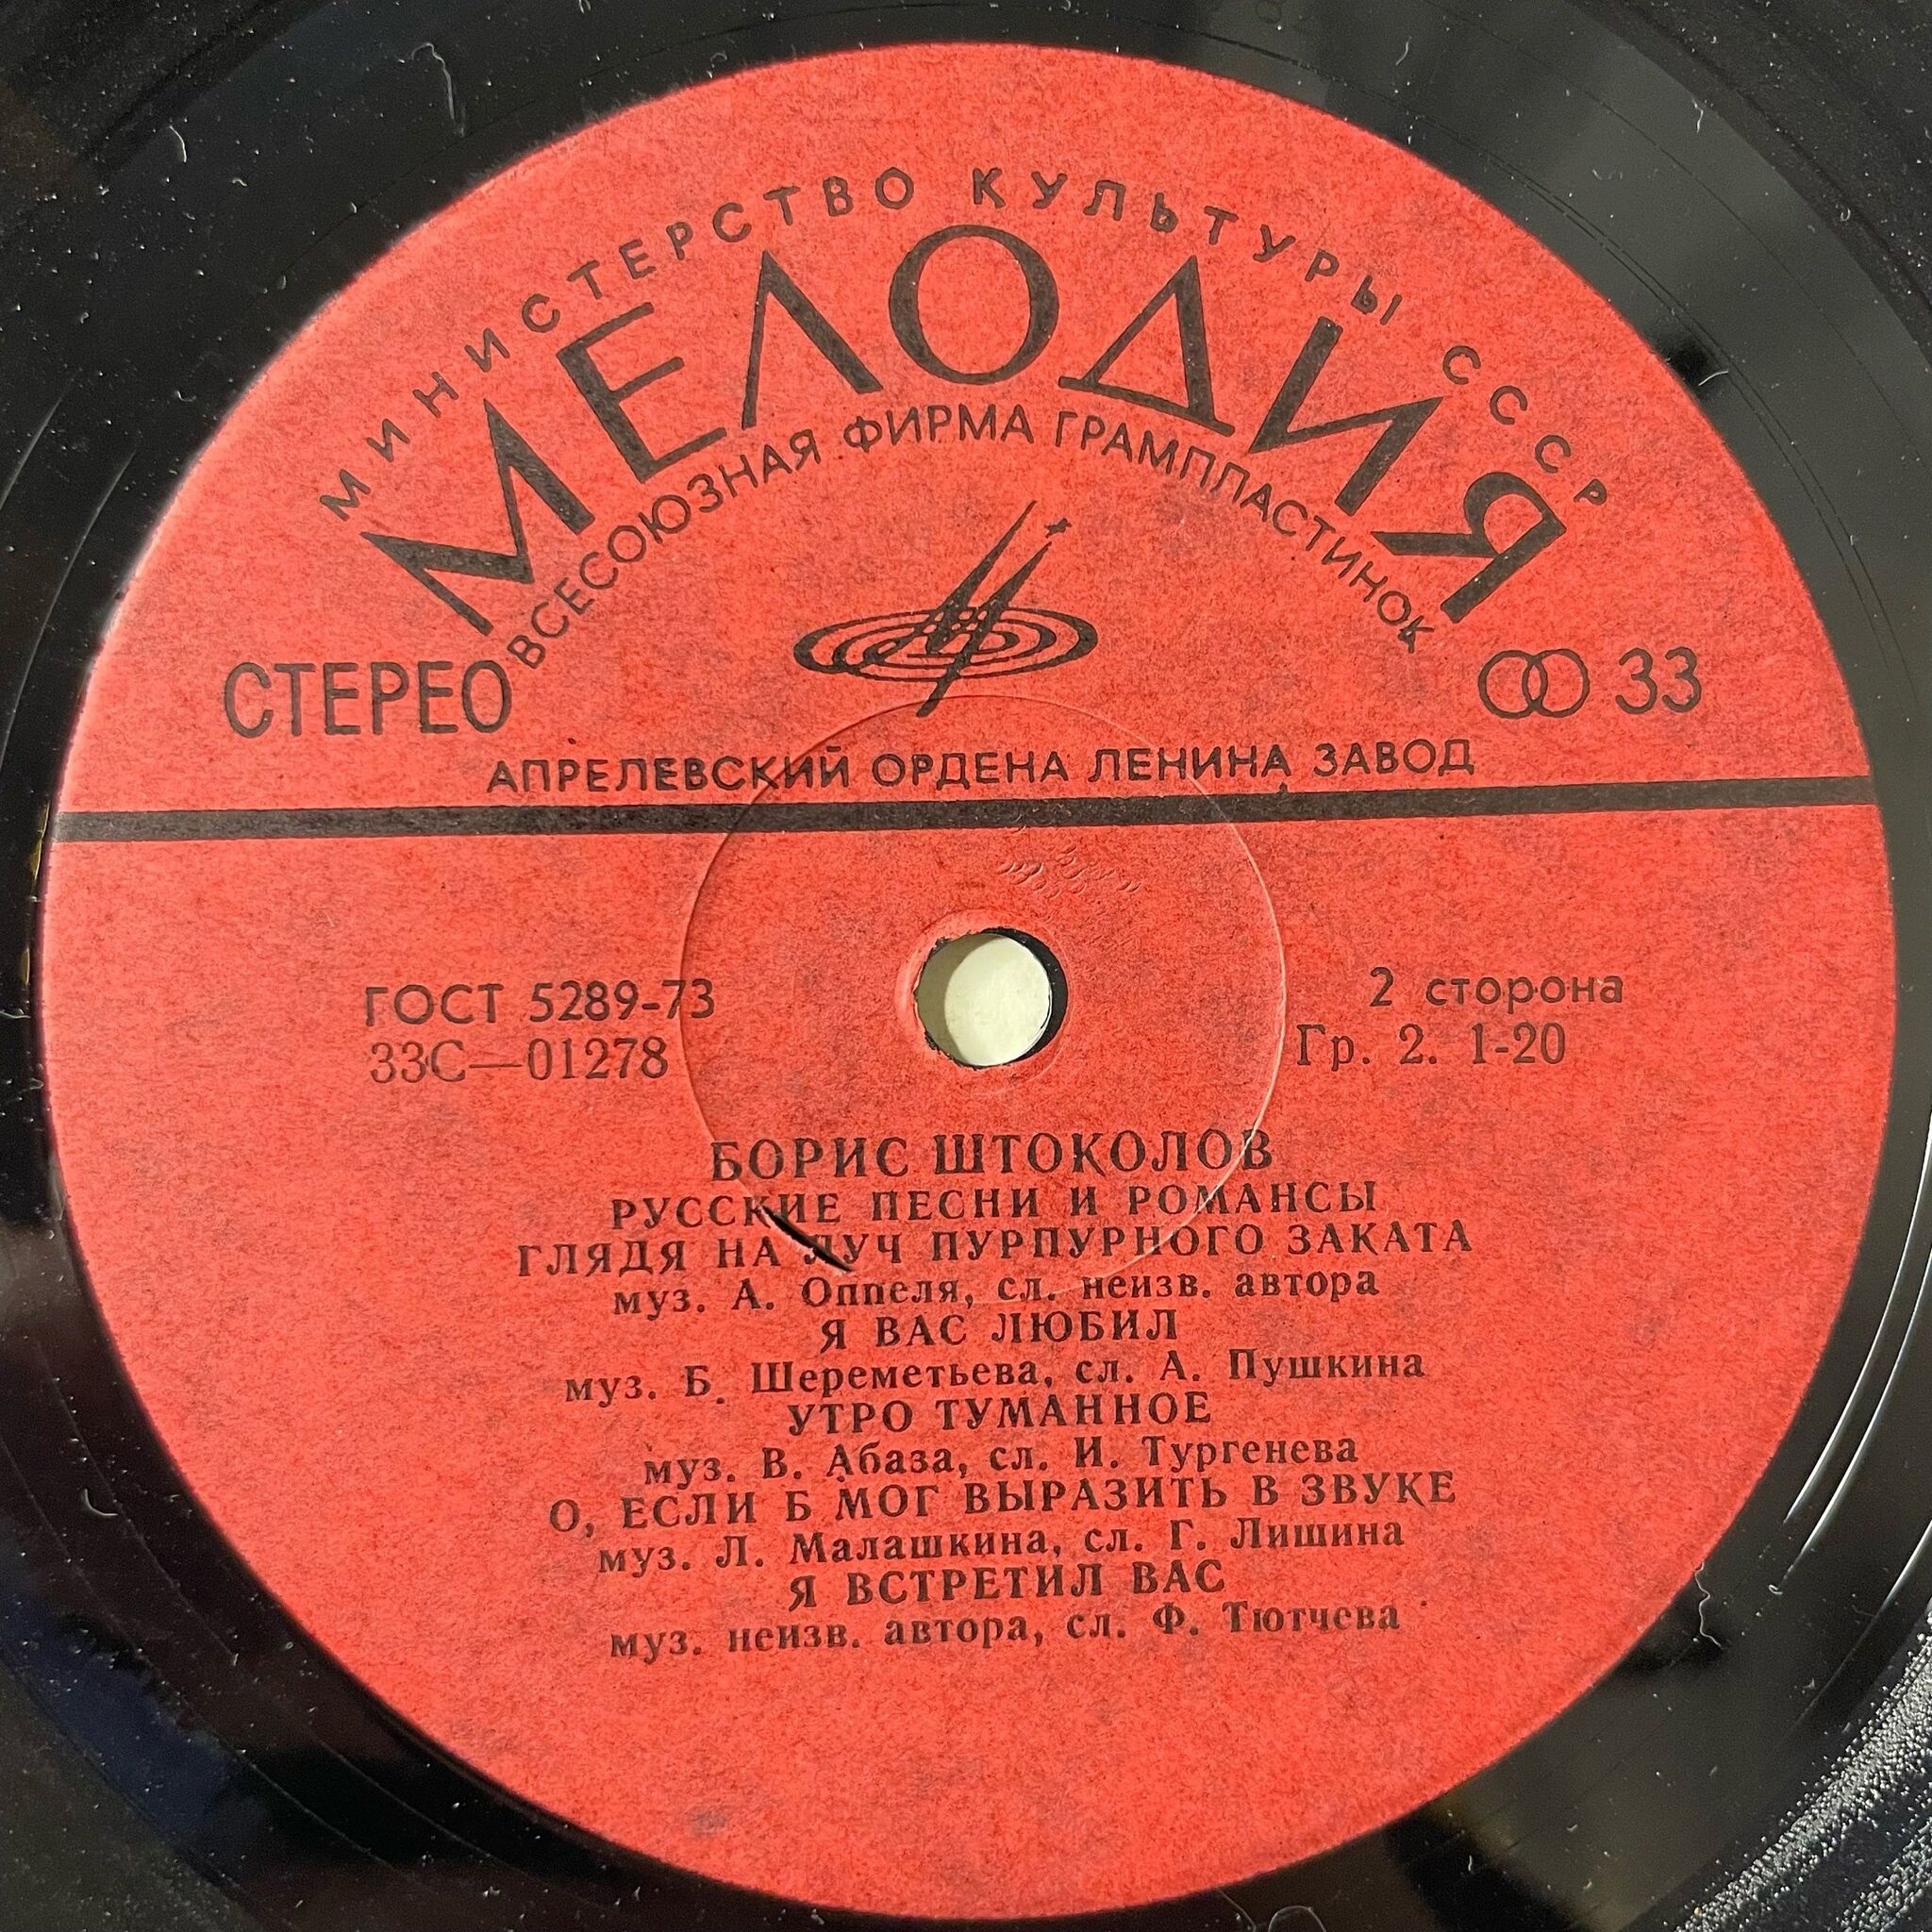 МИНИСТЕРСТВО КУЛЬТУРЫ СССР
МЕЛОДИЯ
ВСЕСОЮЗНАЯ ФИРМА ГРАМПЛАСТИНОК
СТЕРЕО
33
АПРЕЛЕВСКИЙ ОРДЕНА ЛЕНИНА ЗАВОД
ГОСТ 5289-73
33С—01278
2 сторона
Гр. 2. 1-20
БОРИС ШТОКОЛОВ
РУССКИЕ ПЕСНИ И РОМАНСЫ
ГЛЯДЯ НА ЛУЧ ПУРПУРНОГО ЗАКАТА
муз. А. Оппеля, сл. неизв. автора
Я ВАС ЛЮБИЛ
муз. Б. Шереметьева, сл. А. Пушкина
УТРО ТУМАННОЕ
муз. В. Абаза, сл. И. Тургенева
О, ЕСЛИ Б МОГ ВЫРАЗИТЬ В ЗВУКЕ
муз. Л. Малашкина, сл. Г. Лишина
Я ВСТРЕТИЛ ВАС
муз. неизв. автора, сл. Ф. Тютчева